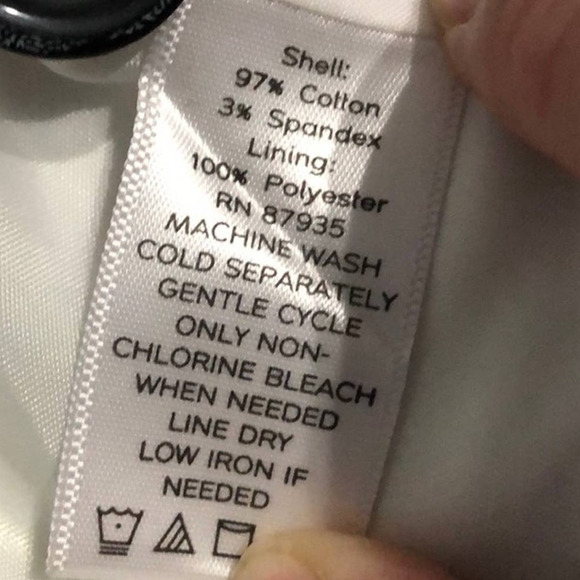 Shell:
97% Cotton
3% Spandex
Lining:
100% Polyester
RN 87935
MACHINE WASH
COLD SEPARATELY
GENTLE CYCLE
ONLY NON-
CHLORINE BLEACH
WHEN NEEDED
LINE DRY
LOW IRON IF
NEEDED